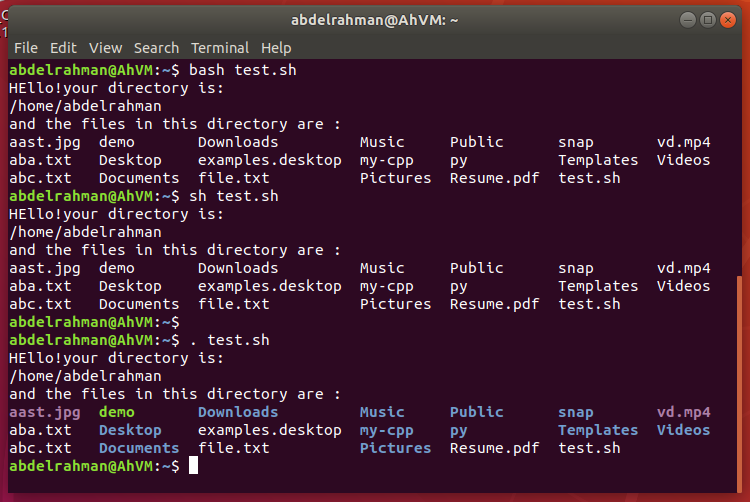 abdelrahman@AhVM: ~
File Edit View Search Terminal Help
abdelrahman@AhVM:~$ bash test.sh
HEllo!your directory is:
/home/abdelrahman
and the files in this directory are :
aast.jpg demo Downloads Music Public snap vd.mp4
aba.txt Desktop examples.desktop my-cpp py Templates Videos
abc.txt Documents file.txt Pictures Resume.pdf test.sh
abdelrahman@AhVM:~$ sh test.sh
HEllo!your directory is:
/home/abdelrahman
and the files in this directory are :
aast.jpg demo Downloads Music Public snap vd.mp4
aba.txt Desktop examples.desktop my-cpp py Templates Videos
abc.txt Documents file.txt Pictures Resume.pdf test.sh
abdelrahman@AhVM:~$
abdelrahman@AhVM:~$ . test.sh
HEllo!your directory is:
/home/abdelrahman
and the files in this directory are :
aast.jpg demo Downloads Music Public snap vd.mp4
aba.txt Desktop examples.desktop my-cpp py Templates Videos
abc.txt Documents file.txt Pictures Resume.pdf test.sh
abdelrahman@AhVM:~$